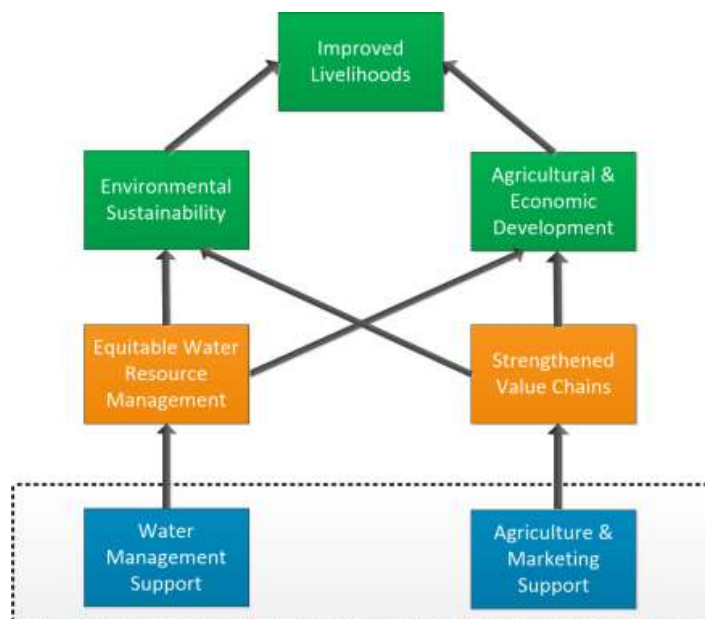 Improved
Livelihoods
Environmental
Sustainability
Agricultural &
Economic
Development
Equitable Water
Resource
Management
Strengthened
Value Chains
Water
Management
Support
Agriculture &
Marketing
Support